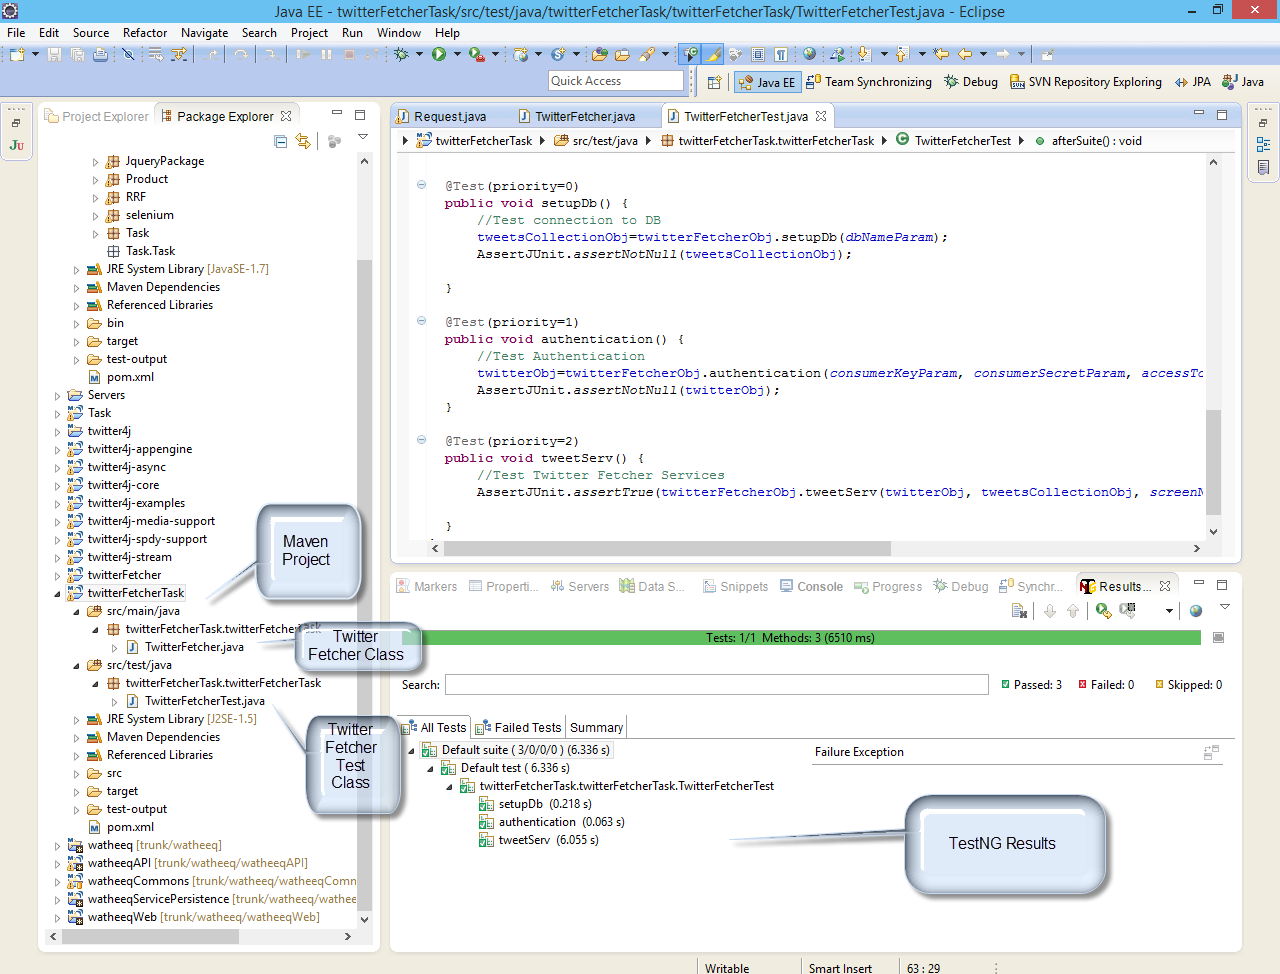 Java EE - twitterFetcherTask/src/test/java/twitterFetcherTask/twitterFetcherTask/TwitterFetcherTest.java - Eclipse
File Edit Source Refactor Navigate Search Project Run Window Help
Quick Access
Java EE Team Synchronizing Debug SVN Repository Exploring JPA Java
Project Explorer Package Explorer
JqueryPackage
Product
RRF
selenium
Task
Task.Task
JRE System Library [JavaSE-1.7]
Maven Dependencies
Referenced Libraries
bin
target
test-output
pom.xml
Servers
Task
twitter4j
twitter4j-appengine
twitter4j-async
twitter4j-core
twitter4j-examples
twitter4j-media-support
twitter4j-spdy-support
twitter4j-stream
twitterFetcher
twitterFetcherTask
src/main/java
twitterFetcherTask.twitterFetcherTask
TwitterFetcher.java
src/test/java
twitterFetcherTask.twitterFetcherTask
TwitterFetcherTest.java
JRE System Library [J2SE-1.5]
Maven Dependencies
Referenced Libraries
src
target
test-output
pom.xml
watheeq [trunk/watheeq]
watheeqAPI [trunk/watheeq/watheeqAPI]
watheeqCommons [trunk/watheeq/watheeqComm
watheeqServicePersistence [trunk/watheeq/wathee
watheeqWeb [trunk/watheeq/watheeqWeb]
Maven
Project
Twitter
Fetcher Class
Twitter
Fetcher
Test
Class
Request.java TwitterFetcher.java TwitterFetcherTest.java
twitterFetcherTask src/test/java twitterFetcherTask.twitterFetcherTask TwitterFetcherTest afterSuite() : void
@Test(priority=0)
public void setupDb() {
//Test connection to DB
tweetsCollectionObj=twitterFetcherObj.setupDb(dbNameParam);
AssertJUnit.assertNotNull(tweetsCollectionObj);
}
@Test(priority=1)
public void authentication() {
//Test Authentication
twitterObj=twitterFetcherObj.authentication(consumerKeyParam, consumerSecretParam, accessTo
AssertJUnit.assertNotNull(twitterObj);
}
@Test(priority=2)
public void tweetServ() {
//Test Twitter Fetcher Services
AssertJUnit.assertTrue(twitterFetcherObj.tweetServ(twitterObj, tweetsCollectionObj, screenN
}
Markers Properti... Servers Data S... Snippets Console Progress Debug Synchr... Results...
Tests: 1/1 Methods: 3 (6510 ms)
Search: Passed: 3 Failed: 0 Skipped: 0
All Tests Failed Tests Summary
Default suite ( 3/0/0/0 ) (6.336 s)
Default test ( 6.336 s)
twitterFetcherTask.twitterFetcherTask.TwitterFetcherTest
setupDb (0.218 s)
authentication (0.063 s)
tweetServ (6.055 s)
Failure Exception
TestNG Results
Writable Smart Insert 63 : 29